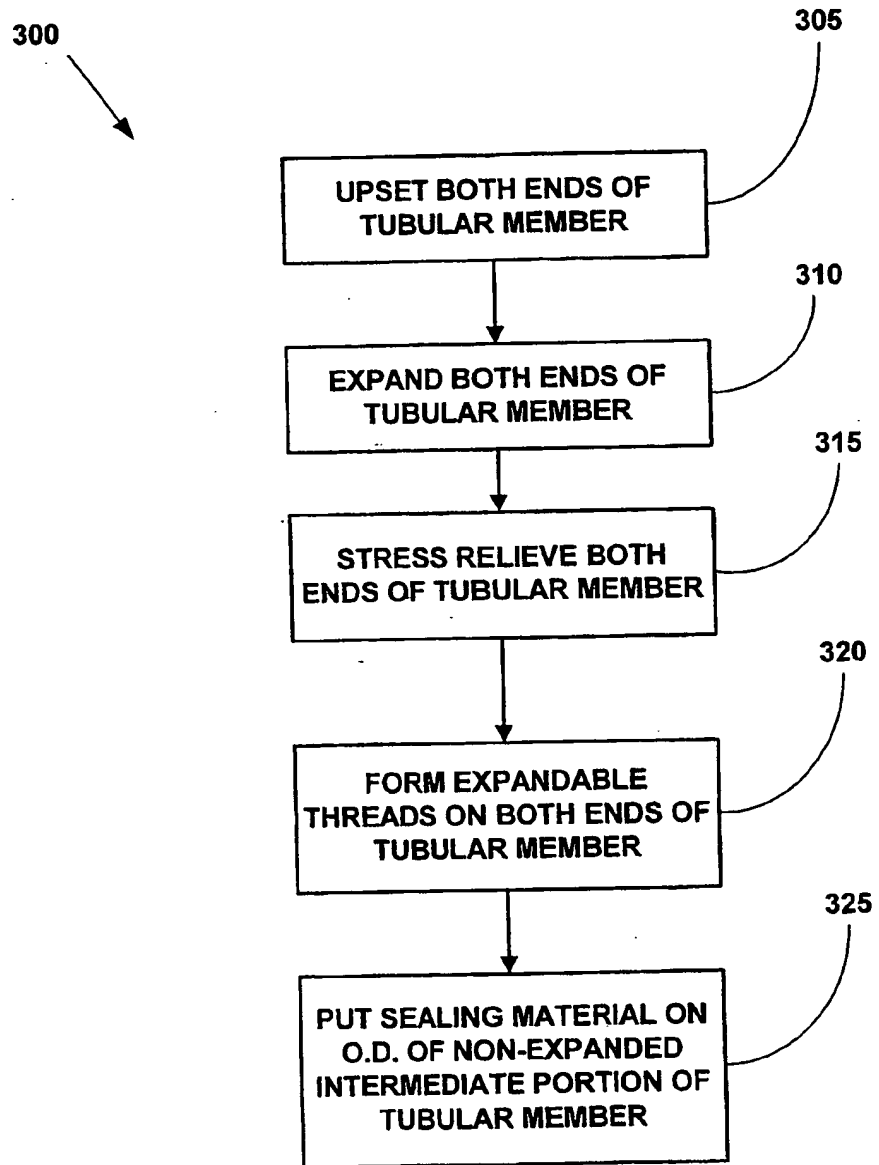 300
305
UPSET BOTH ENDS OF
TUBULAR MEMBER
310
EXPAND BOTH ENDS OF
TUBULAR MEMBER
315
STRESS RELIEVE BOTH
ENDS OF TUBULAR MEMBER
320
FORM EXPANDABLE
THREADS ON BOTH ENDS OF
TUBULAR MEMBER
325
PUT SEALING MATERIAL ON
O.D. OF NON-EXPANDED
INTERMEDIATE PORTION OF
TUBULAR MEMBER